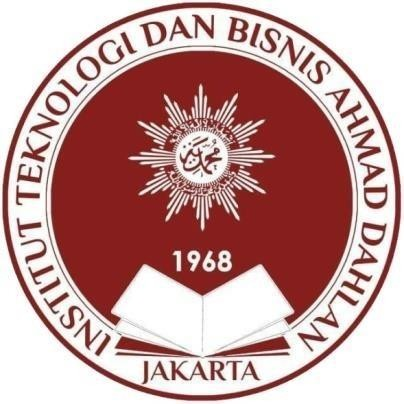 INSTITUT TEKNOLOGI DAN BISNIS AHMAD DAHLAN
1968
JAKARTA